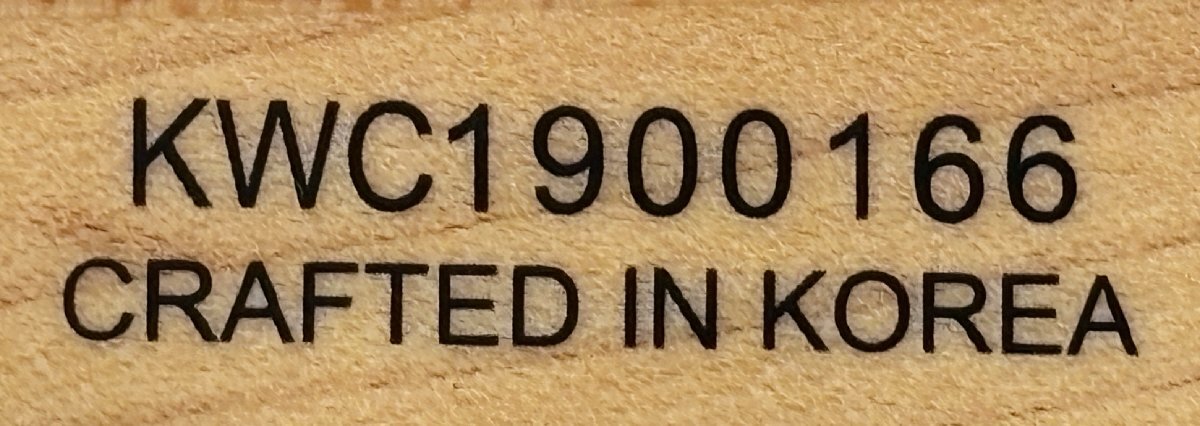 KWC1900166
CRAFTED IN KOREA